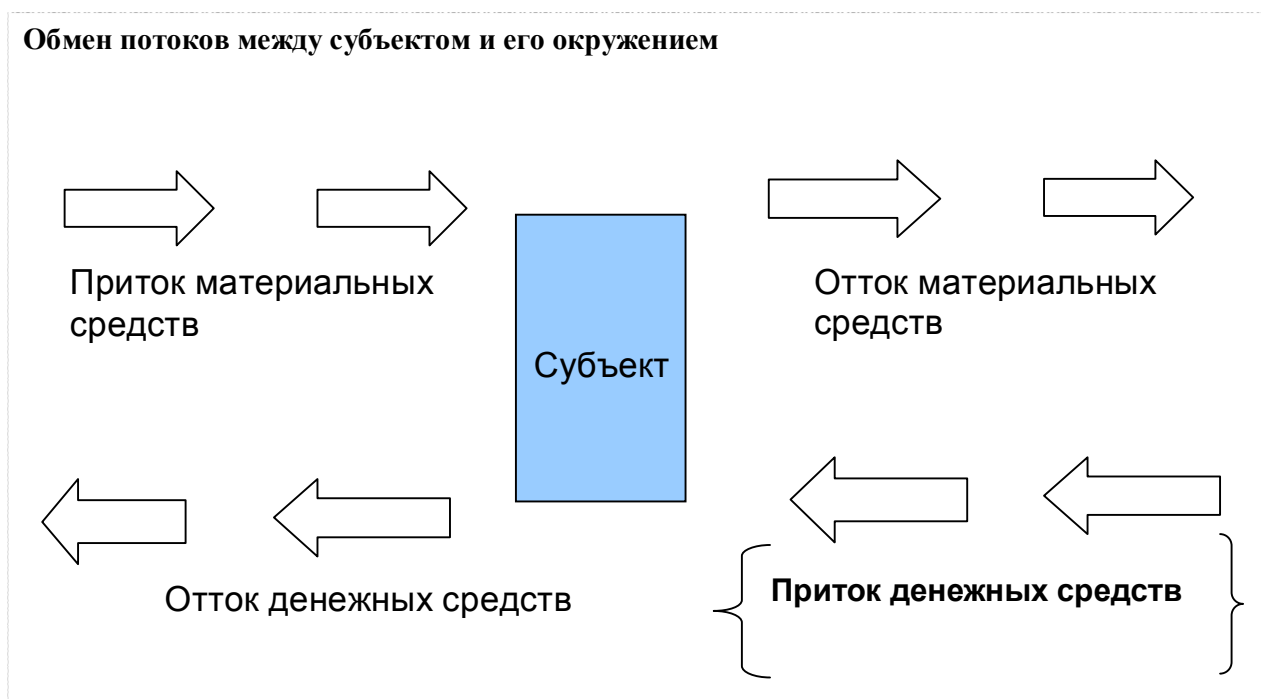 Обмен потоков между субъектом и его окружением
Приток материальных
средств
Отток материальных
средств
Субъект
Отток денежных средств
Приток денежных средств